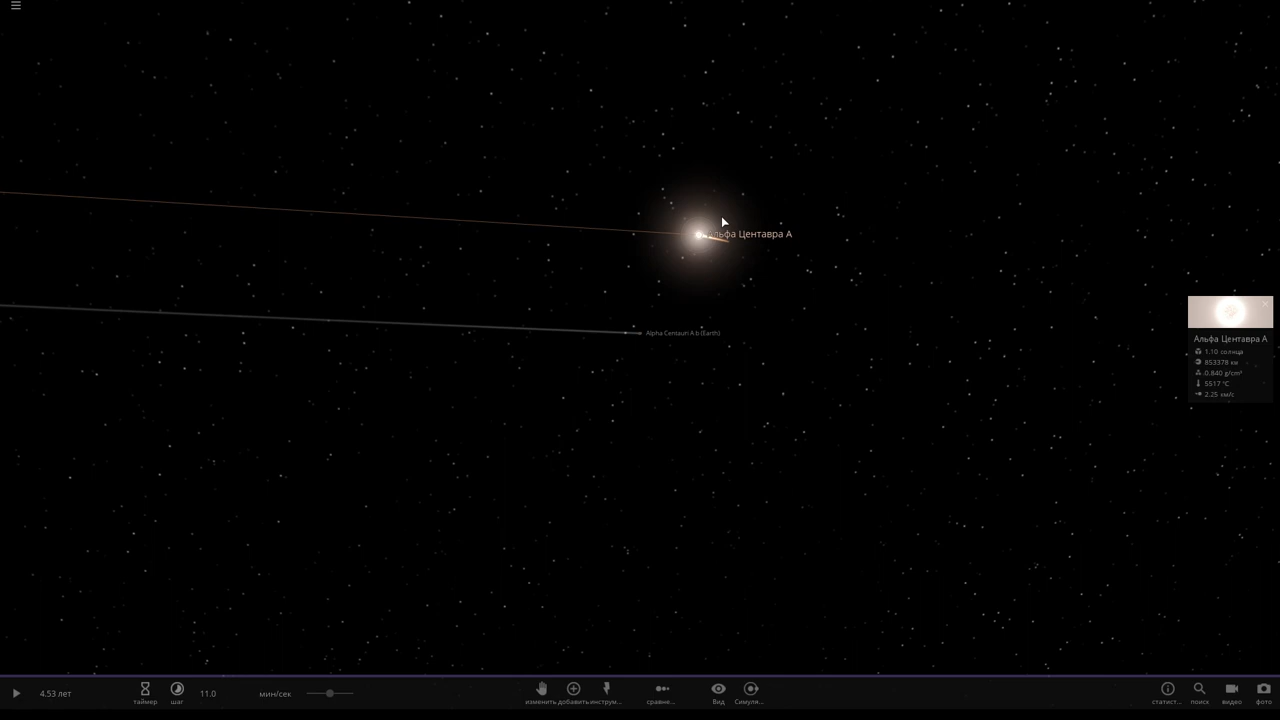 Альфа Центавра А
Alpha Centauri A b (Earth)
Альфа Центавра А
1.10 солнца
853378 км
0.840 g/cm³
5517 °C
2.25 км/с
4.53 лет
таймер
шаг
11.0
мин/сек
изменить
добавить
инструм...
сравне...
Вид
Симуля...
статист...
поиск
видео
фото